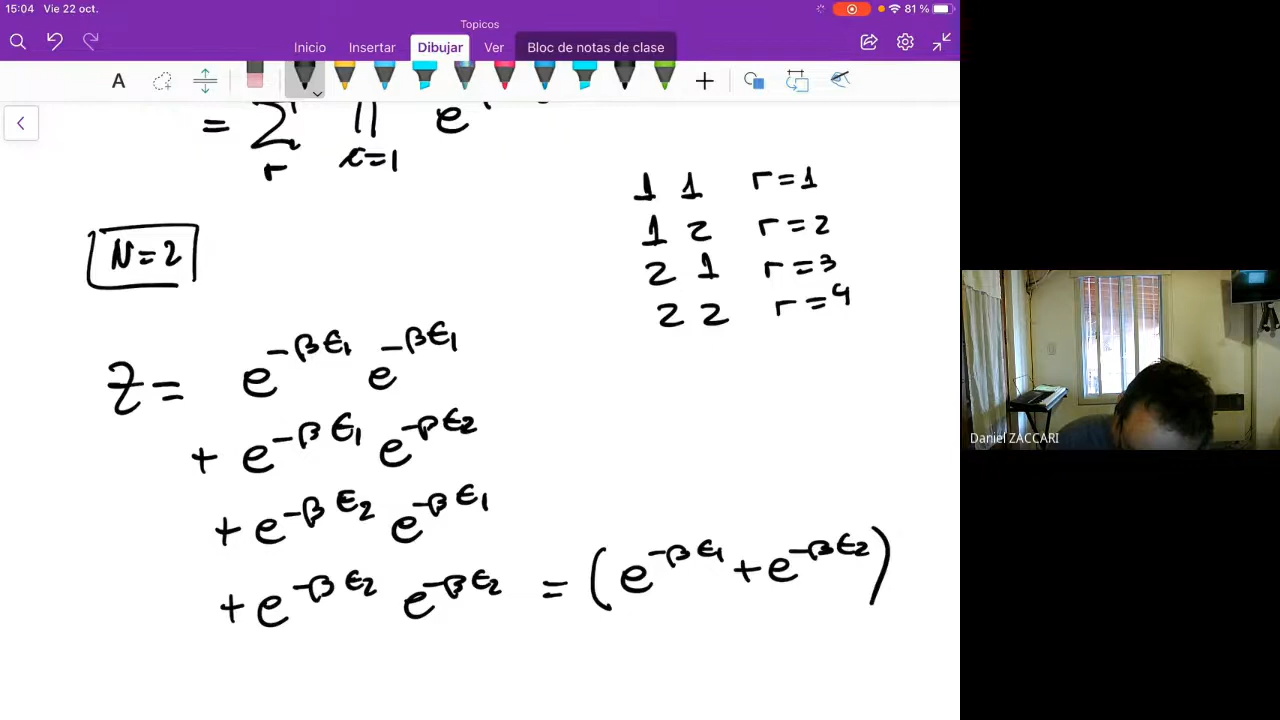 15:04 Vie 22 oct.
81 %
Topicos
Inicio Insertar Dibujar Ver Bloc de notas de clase
A
= Σ ∏ e
r i=1
1 1 r=1
1 2 r=2
2 1 r=3
2 2 r=4
N=2
Z= e^{-βϵ₁} e^{-βϵ₁}
+ e^{-βϵ₁} e^{-βϵ₂}
+ e^{-βϵ₂} e^{-βϵ₁}
+ e^{-βϵ₂} e^{-βϵ₂} = (e^{-βϵ₁} + e^{-βϵ₂})
Daniel ZACCARI